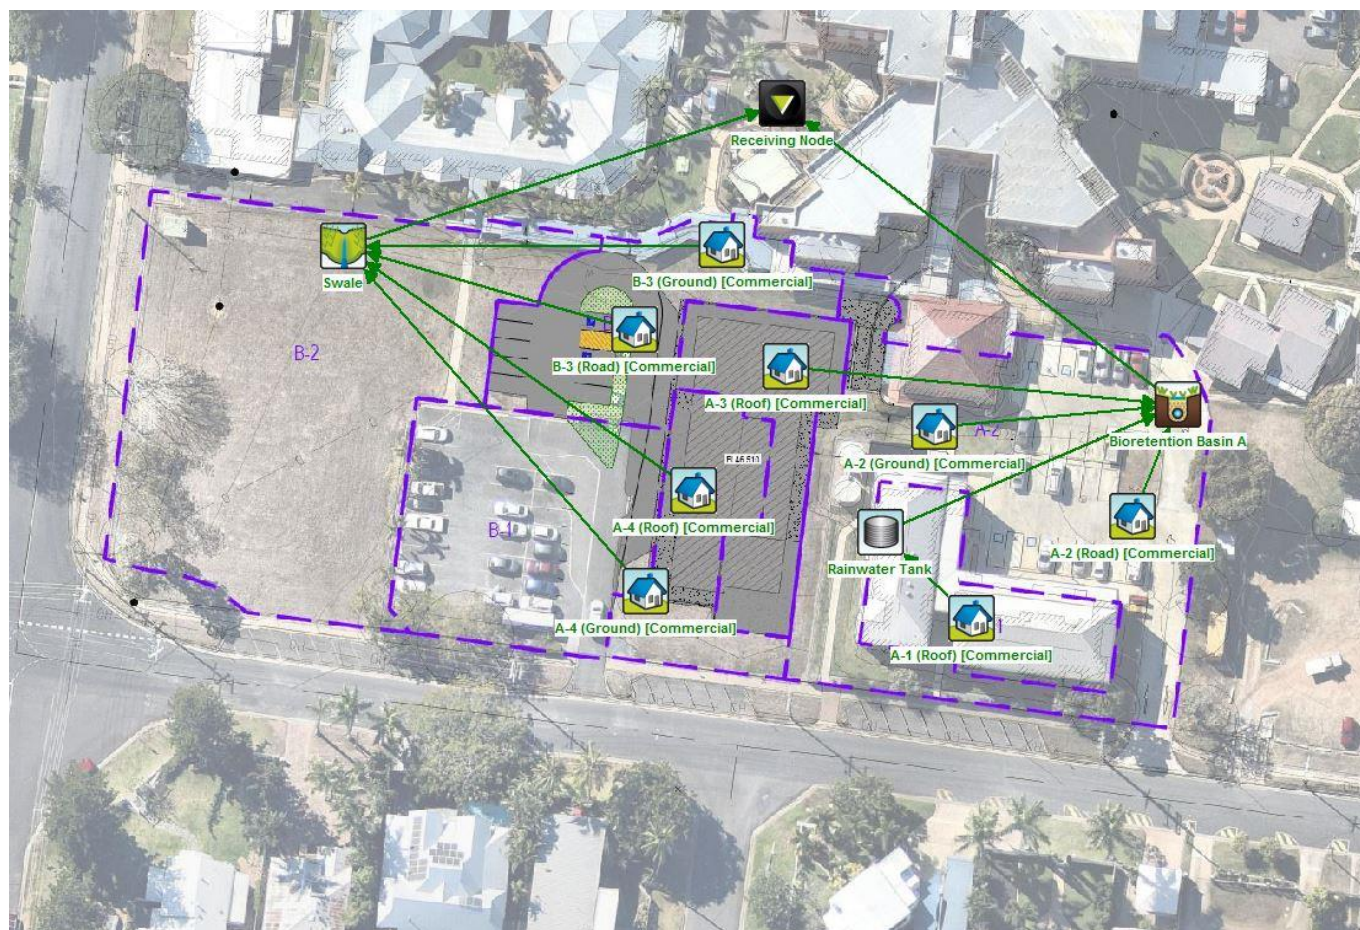 Receiving Node
Swale
B-3 (Ground) [Commercial]
B-2
B-3 (Road) [Commercial]
A-3 (Roof) [Commercial]
A-2
A-2 (Ground) [Commercial]
Bioretention Basin A
B-1
A-4 (Roof) [Commercial]
A-2 (Road) [Commercial]
Rainwater Tank
A-4 (Ground) [Commercial]
1
A-1 (Roof) [Commercial]